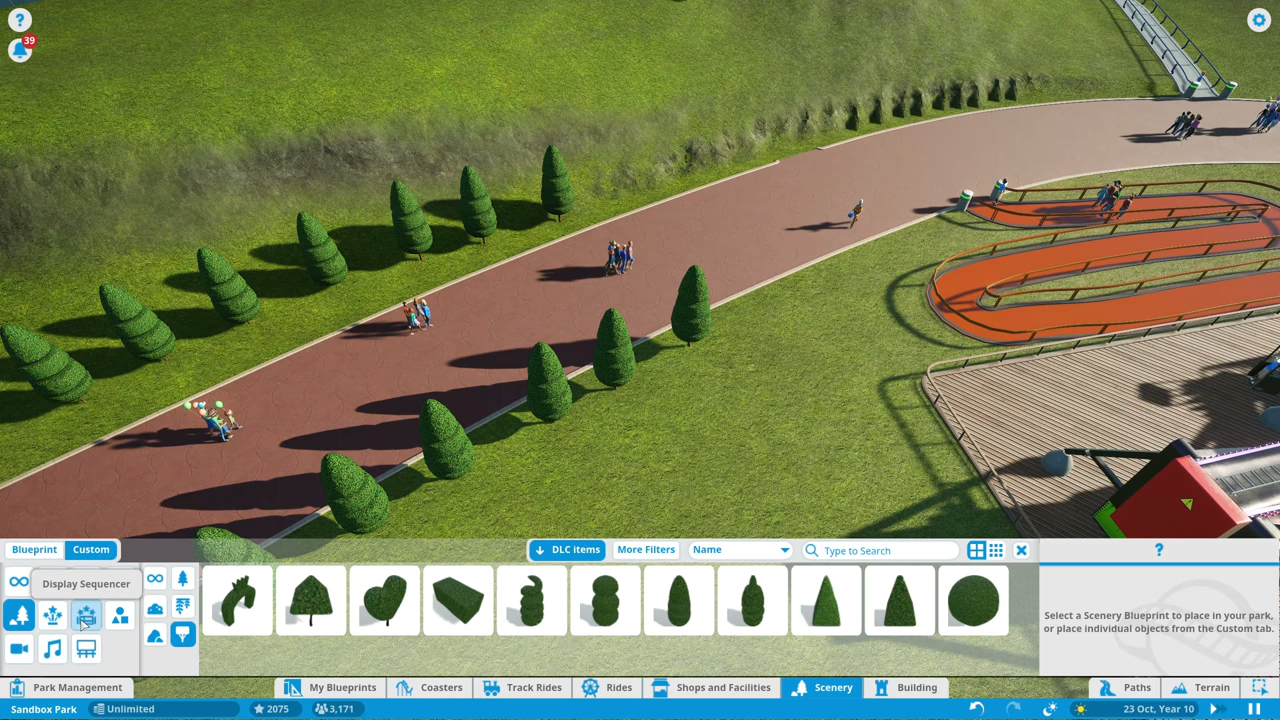 ?
39
Blueprint
Custom
DLC items
More Filters
Name
Type to Search
?
Display Sequencer
Select a Scenery Blueprint to place in your park,
or place individual objects from the Custom tab.
Park Management
My Blueprints
Coasters
Track Rides
Rides
Shops and Facilities
Scenery
Building
Paths
Terrain
Sandbox Park
Unlimited
2075
3,171
23 Oct, Year 10